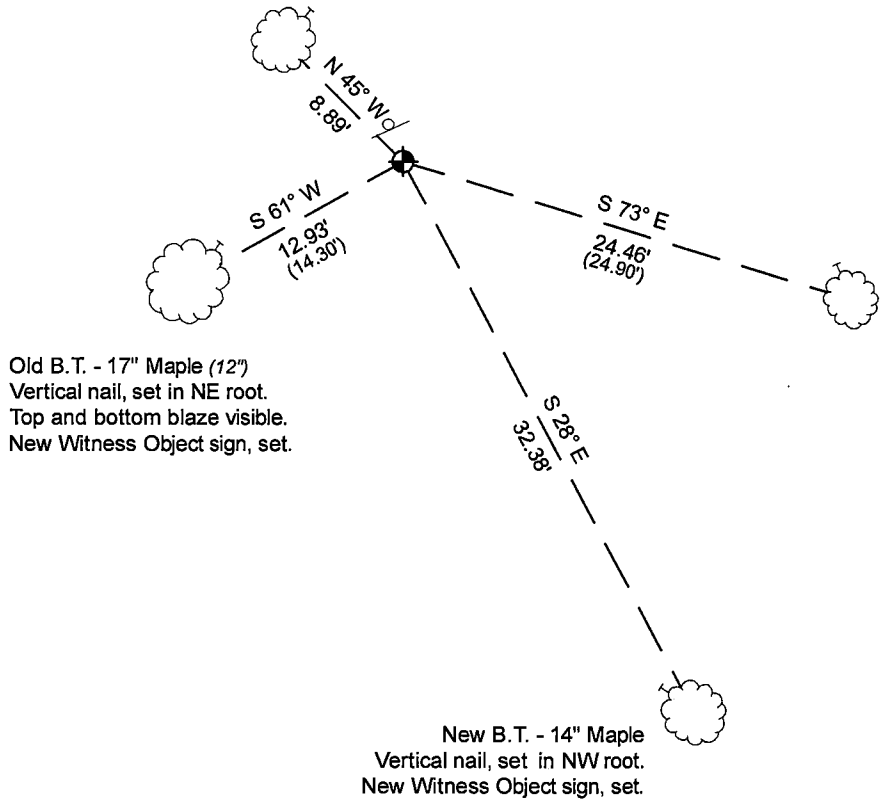 N 45° W
8.89'
S 61° W
12.93'
(14.30')
S 73° E
24.46'
(24.90')
Old B.T. - 17" Maple (12")
Vertical nail, set in NE root.
Top and bottom blaze visible.
New Witness Object sign, set.
S 28° E
32.38'
New B.T. - 14" Maple
Vertical nail, set in NW root.
New Witness Object sign, set.